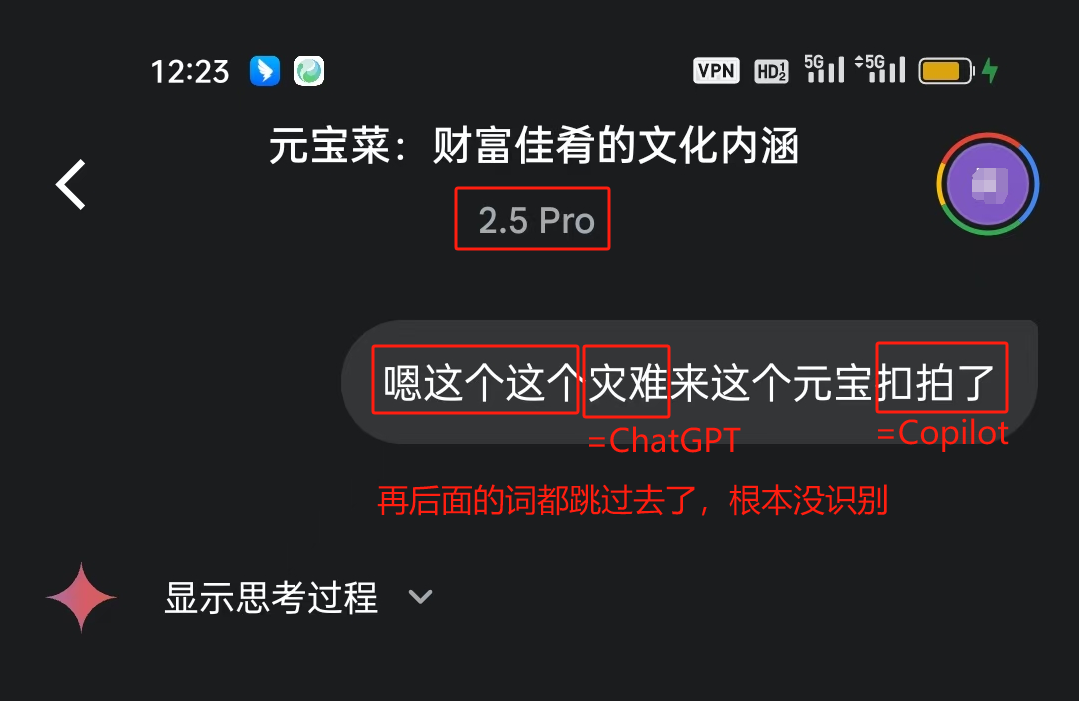 12:23 VPN HD1 2 5G 5G
元宝菜：财富佳肴的文化内涵
2.5 Pro
嗯这个这个灾难来这个元宝扣拍了
=ChatGPT =Copilot
再后面的词都跳过去了，根本没识别
显示思考过程